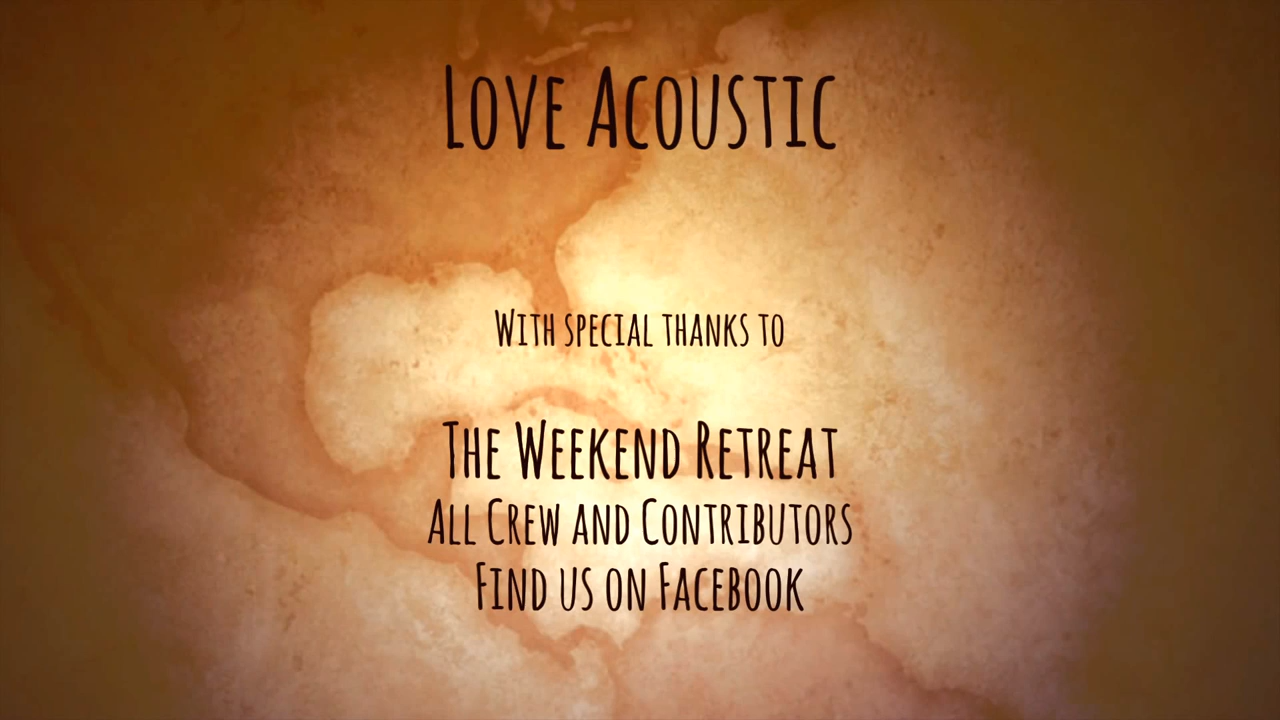 Love Acoustic
With special thanks to
The Weekend Retreat
All Crew and Contributors
Find us on Facebook